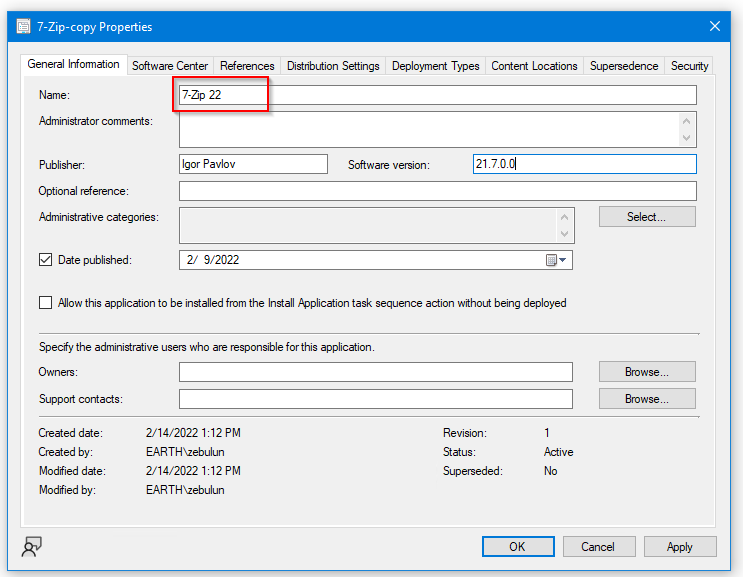 7-Zip-copy Properties
General Information Software Center References Distribution Settings Deployment Types Content Locations Supersedence Security
Name: 7-Zip 22
Administrator comments:
Publisher: Igor Pavlov Software version: 21.7.0.0
Optional reference:
Administrative categories: Select...
Date published: 2/ 9/2022
Allow this application to be installed from the Install Application task sequence action without being deployed
Specify the administrative users who are responsible for this application.
Owners: Browse...
Support contacts: Browse...
Created date: 2/14/2022 1:12 PM Revision: 1
Created by: EARTH\zebulun Status: Active
Modified date: 2/14/2022 1:12 PM Superseded: No
Modified by: EARTH\zebulun
OK Cancel Apply